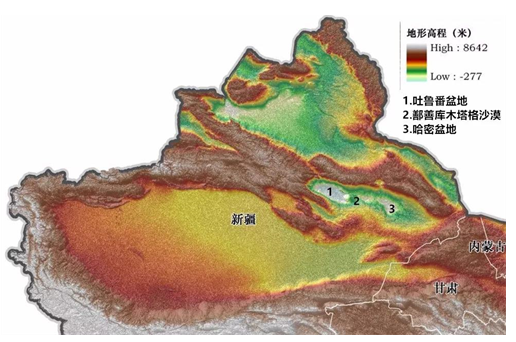 地形高程（米）
High : 8642
Low : -277
1.吐鲁番盆地
2.鄯善库木塔格沙漠
3.哈密盆地
1
2
3
新疆
内蒙古
甘肃